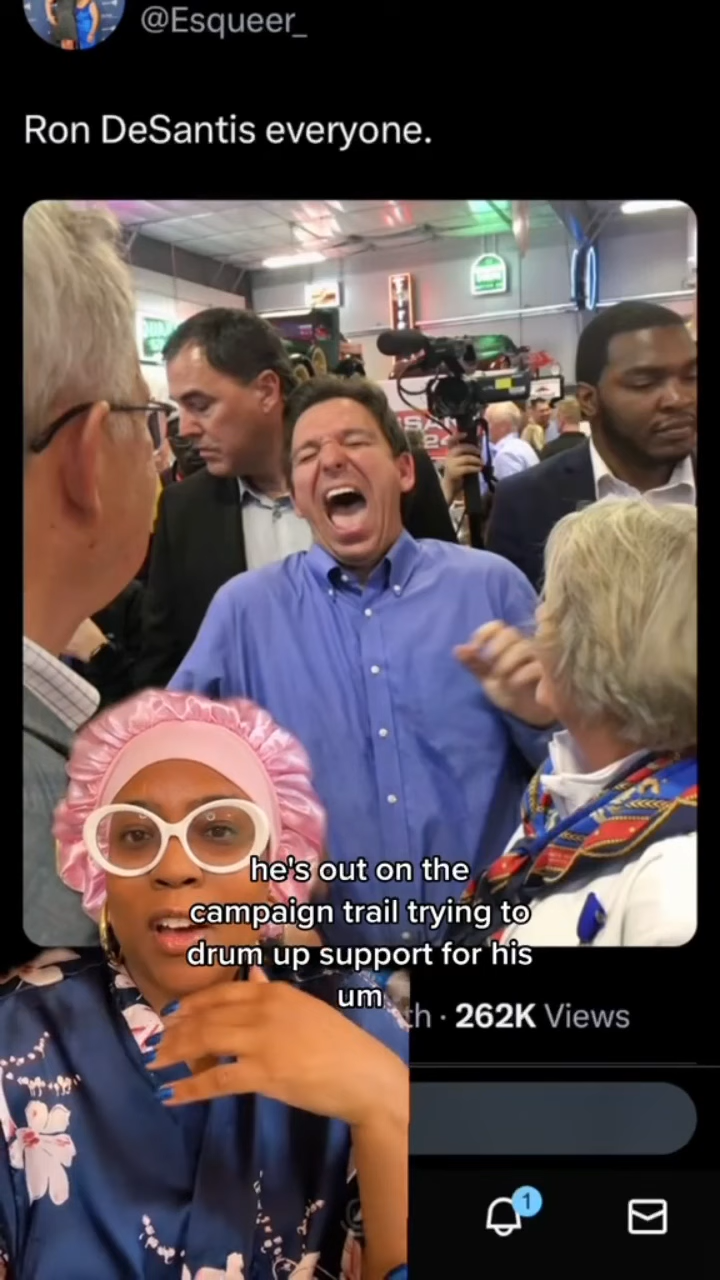 @Esqueer_
Ron DeSantis everyone.
he's out on the
campaign trail trying to
drum up support for his
um
262K Views
1